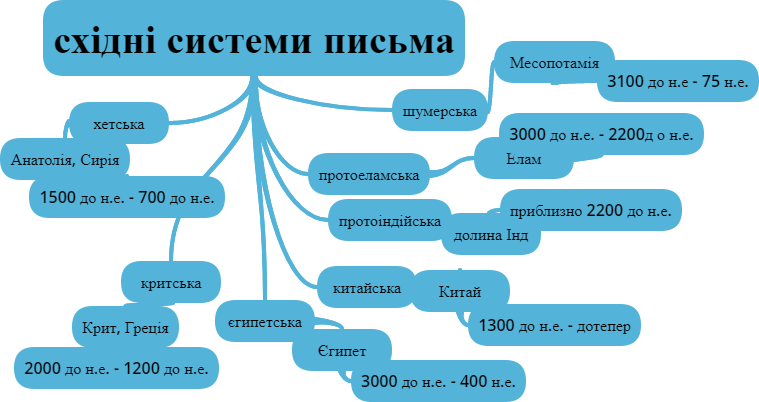 східні системи письма
Месопотамія
3100 до н.е - 75 н.е.
шумерська
хетська
Анатолія, Сирія
1500 до н.е. - 700 до н.е.
3000 до н.е. - 2200д о н.е.
Елам
протоеламська
приблизно 2200 до н.е.
протоіндійська
долина Інд
китайська
Китай
1300 до н.е. - дотепер
критська
Крит, Греція
2000 до н.е. - 1200 до н.е.
єгипетська
Єгипет
3000 до н.е. - 400 н.е.